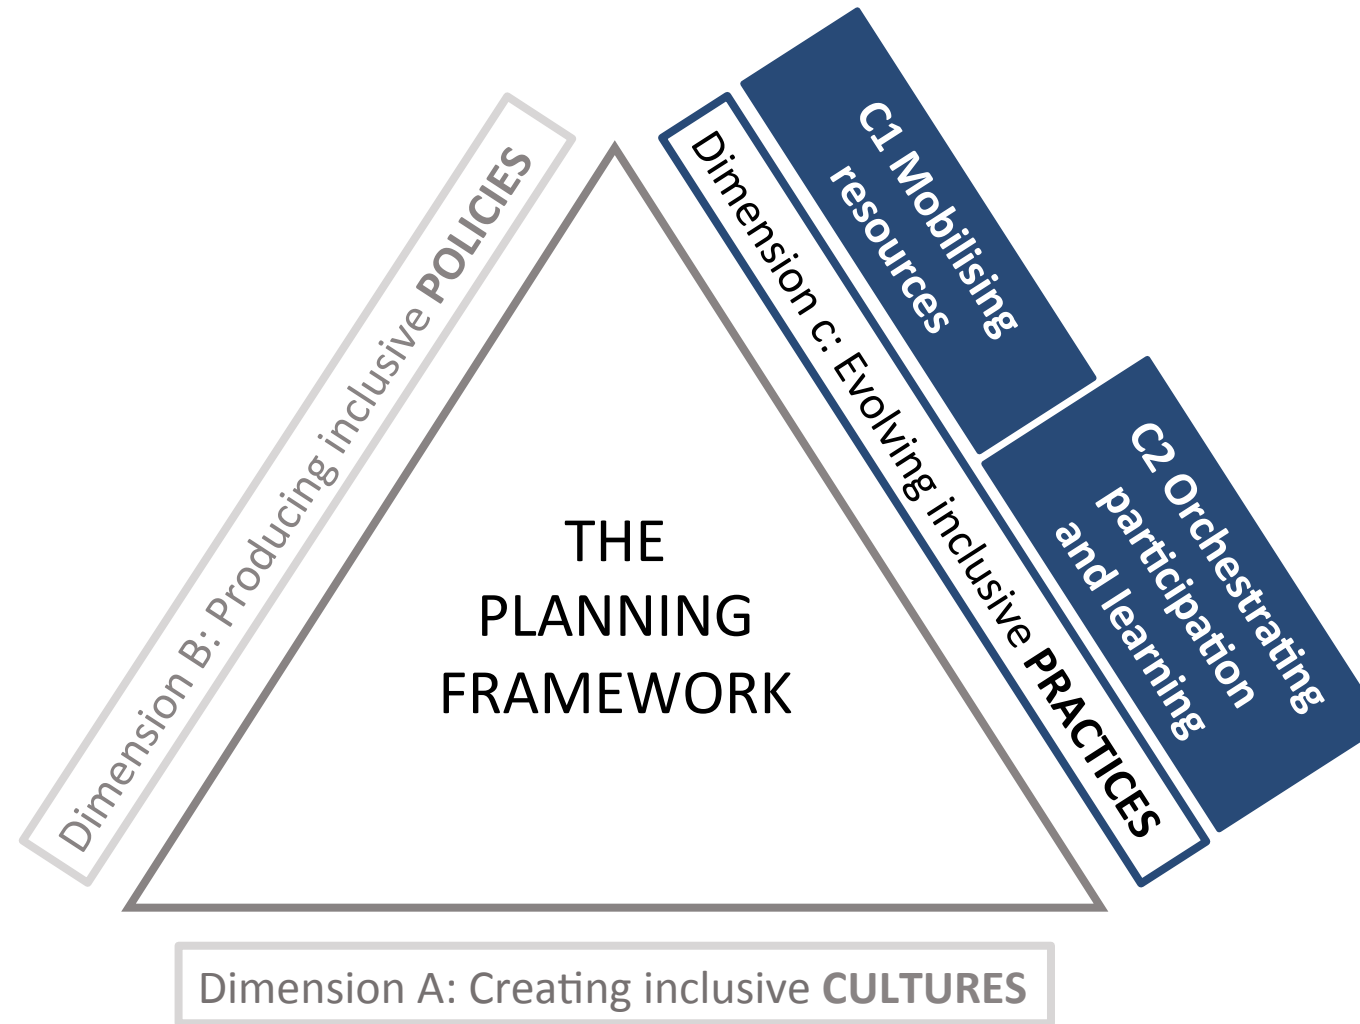 Dimension B: Producing inclusive POLICIES
THE
PLANNING
FRAMEWORK
Dimension c: Evolving inclusive PRACTICES
C1 Mobilising
resources
C2 Orchestrating
participation
and learning
Dimension A: Creating inclusive CULTURES